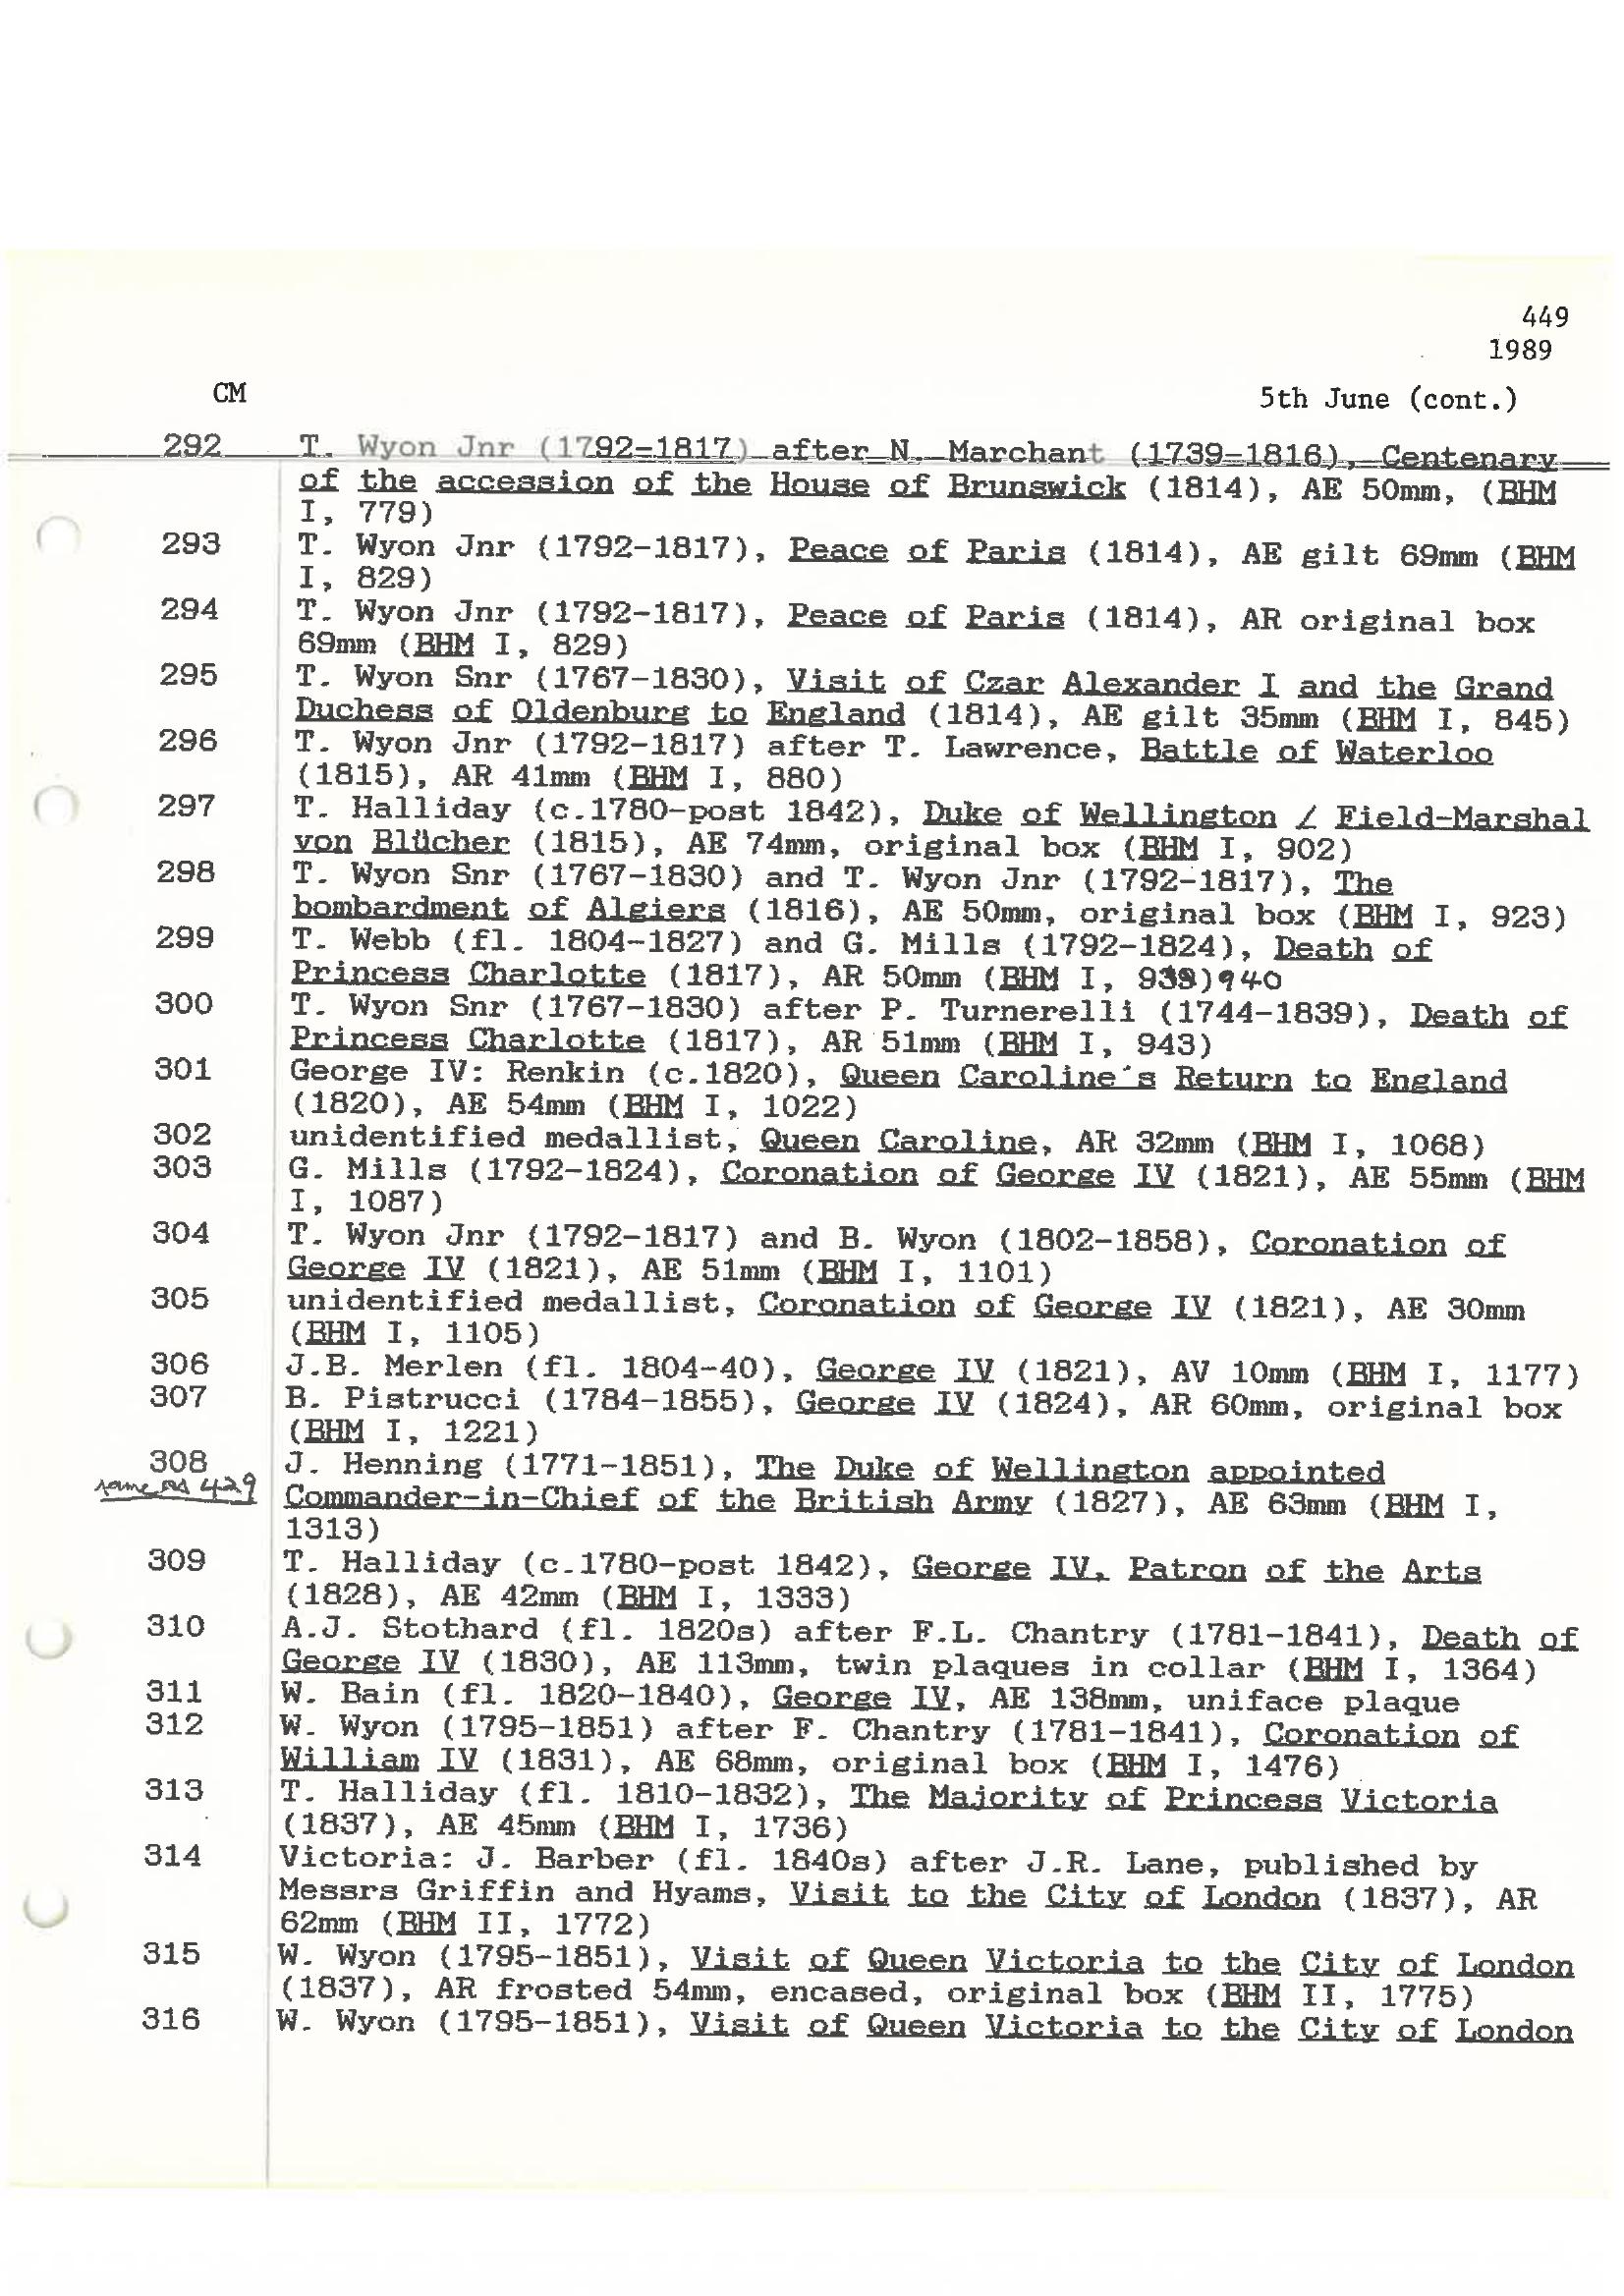 449
1989
CM 5th June (cont.)
292 T. Wyon Jnr (1792-1817) after N. Marchant (1739-1816), Centenary
of the accession of the House of Brunswick (1814), AE 50mm, (BHM
I, 779)
293 T. Wyon Jnr (1792-1817), Peace of Paris (1814), AE gilt 69mm (BHM
I, 829)
294 T. Wyon Jnr (1792-1817), Peace of Paris (1814), AR original box
69mm (BHM I, 829)
295 T. Wyon Snr (1767-1830), Visit of Czar Alexander I and the Grand
Duchess of Oldenburg to England (1814), AE gilt 35mm (BHM I, 845)
296 T. Wyon Jnr (1792-1817) after T. Lawrence, Battle of Waterloo
(1815), AR 41mm (BHM I, 880)
297 T. Halliday (c.1780-post 1842), Duke of Wellington / Field-Marshal
von Blücher (1815), AE 74mm, original box (BHM I, 902)
298 T. Wyon Snr (1767-1830) and T. Wyon Jnr (1792-1817), The
bombardment of Algiers (1816), AE 50mm, original box (BHM I, 923)
299 T. Webb (fl. 1804-1827) and G. Mills (1792-1824), Death of
Princess Charlotte (1817), AR 50mm (BHM I, 939)940
300 T. Wyon Snr (1767-1830) after P. Turnerelli (1744-1839), Death of
Princess Charlotte (1817), AR 51mm (BHM I, 943)
301 George IV: Renkin (c.1820), Queen Caroline's Return to England
(1820), AE 54mm (BHM I, 1022)
302 unidentified medallist, Queen Caroline, AR 32mm (BHM I, 1068)
303 G. Mills (1792-1824), Coronation of George IV (1821), AE 55mm (BHM
I, 1087)
304 T. Wyon Jnr (1792-1817) and B. Wyon (1802-1858), Coronation of
George IV (1821), AE 51mm (BHM I, 1101)
305 unidentified medallist, Coronation of George IV (1821), AE 30mm
(BHM I, 1105)
306 J.B. Merlen (fl. 1804-40), George IV (1821), AV 10mm (BHM I, 1177)
307 B. Pistrucci (1784-1855), George IV (1824), AR 60mm, original box
(BHM I, 1221)
308 J. Henning (1771-1851), The Duke of Wellington appointed
same as 429 Commander-in-Chief of the British Army (1827), AE 63mm (BHM I,
1313)
309 T. Halliday (c.1780-post 1842), George IV, Patron of the Arts
(1828), AE 42mm (BHM I, 1333)
310 A.J. Stothard (fl. 1820s) after F.L. Chantry (1781-1841), Death of
George IV (1830), AE 113mm, twin plaques in collar (BHM I, 1364)
311 W. Bain (fl. 1820-1840), George IV, AE 138mm, uniface plaque
312 W. Wyon (1795-1851) after F. Chantry (1781-1841), Coronation of
William IV (1831), AE 68mm, original box (BHM I, 1476)
313 T. Halliday (fl. 1810-1832), The Majority of Princess Victoria
(1837), AE 45mm (BHM I, 1736)
314 Victoria: J. Barber (fl. 1840s) after J.R. Lane, published by
Messrs Griffin and Hyams, Visit to the City of London (1837), AR
62mm (BHM II, 1772)
315 W. Wyon (1795-1851), Visit of Queen Victoria to the City of London
(1837), AR frosted 54mm, encased, original box (BHM II, 1775)
316 W. Wyon (1795-1851), Visit of Queen Victoria to the City of London